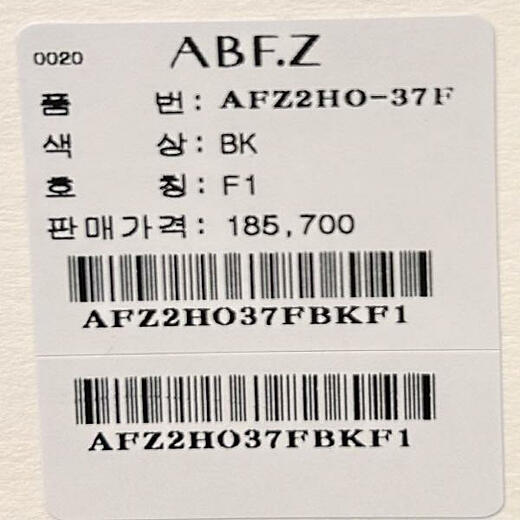 0020 ABF.Z
품 번 : AFZ2HO-37F
색 상 : BK
호 칭 : F1
판매가격 : 185,700
AFZ2HO37FBKF1
AFZ2HO37FBKF1